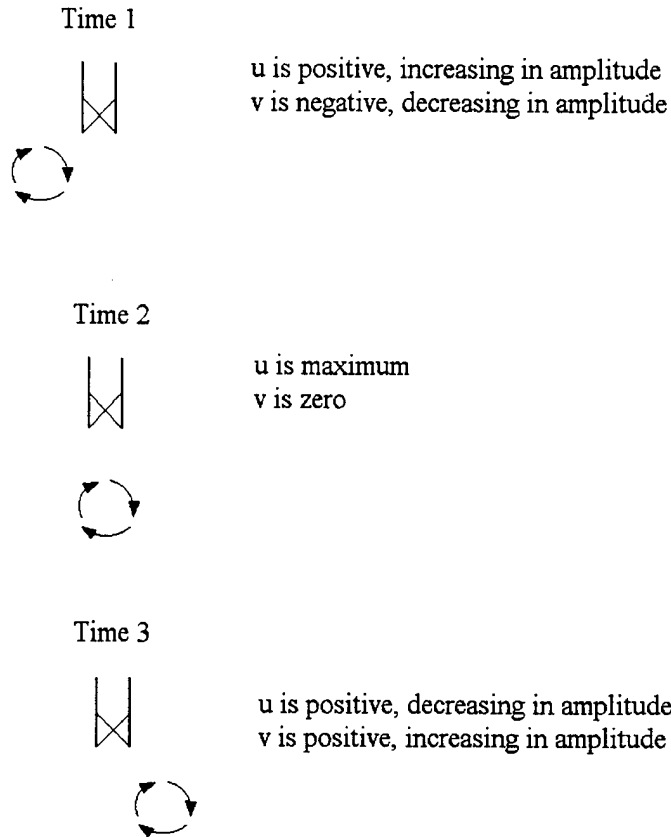 Time 1
u is positive, increasing in amplitude
v is negative, decreasing in amplitude
Time 2
u is maximum
v is zero
Time 3
u is positive, decreasing in amplitude
v is positive, increasing in amplitude